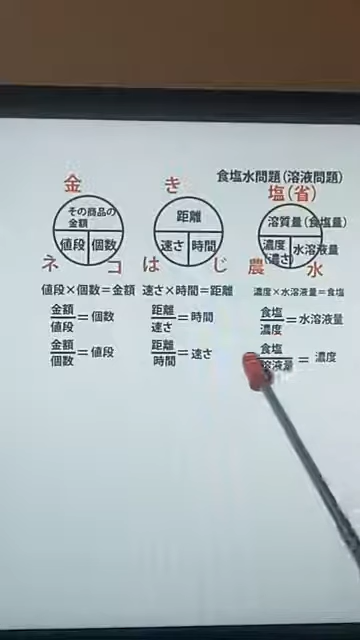 金
その商品の
金額
値段 個数
ネ コ
値段×個数＝金額
金額
値段
＝個数
金額
個数
＝値段
き
距離
速さ 時間
は じ
速さ×時間＝距離
距離
速さ
＝時間
距離
時間
＝速さ
食塩水問題(溶液問題)
塩(省)
溶質量(食塩量)
濃度
(濃さ)
水溶液量
農 水
濃度×水溶液量＝食塩
食塩
濃度
＝水溶液量
食塩
溶液量
＝ 濃度